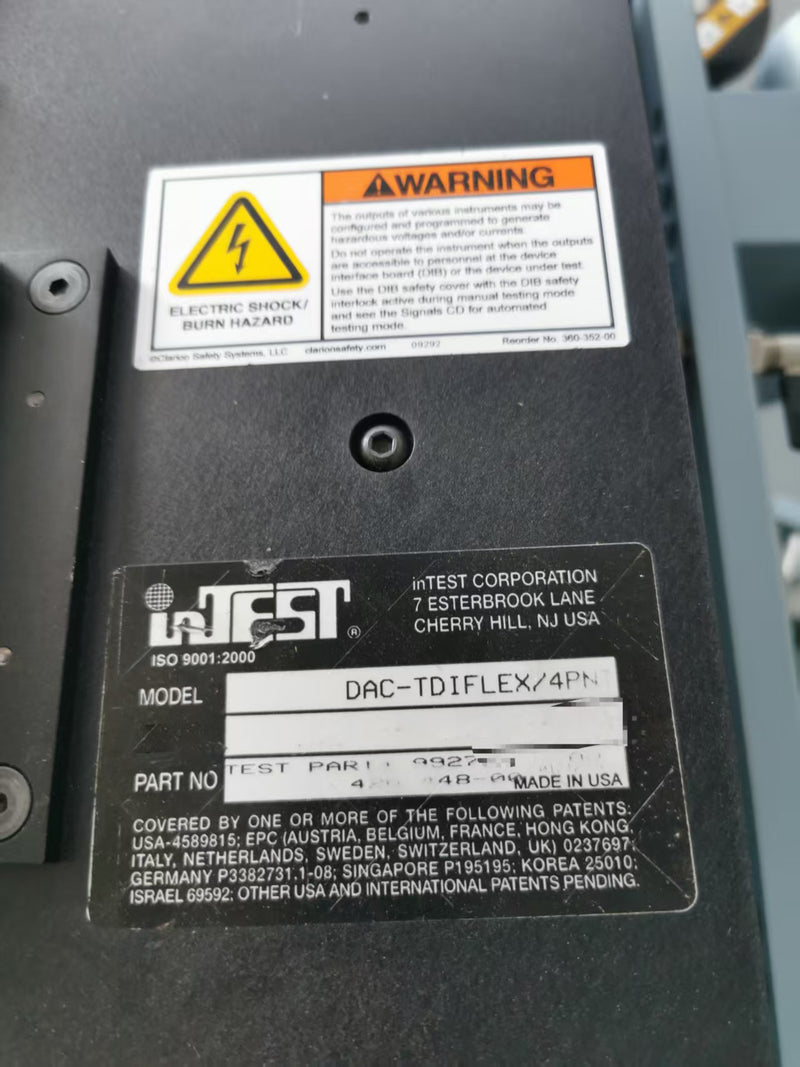 WARNING
The outputs of various instruments may be
configured and programmed to generate
hazardous voltages and/or currents.
Do not operate the instrument when the outputs
are accessible to personnel at the device
interface board (DIB) or the device under test.
Use the DIB safety cover with the DIB safety
interlock active during manual testing mode
and see the Signals CD for automated
testing mode.
ELECTRIC SHOCK/
BURN HAZARD
©Clarion Safety Systems, LLC clarionsafety.com 09292 Reorder No. 360-352-00
inTEST®
ISO 9001:2000
inTEST CORPORATION
7 ESTERBROOK LANE
CHERRY HILL, NJ USA
MODEL DAC-TDIFLEX/4PN
TEST
PART NO
MADE IN USA
COVERED BY ONE OR MORE OF THE FOLLOWING PATENTS:
USA-4589815; EPC (AUSTRIA, BELGIUM, FRANCE, HONG KONG,
ITALY, NETHERLANDS, SWEDEN, SWITZERLAND, UK) 0237697;
GERMANY P3382731.1-08; SINGAPORE P195195; KOREA 25010;
ISRAEL 69592; OTHER USA AND INTERNATIONAL PATENTS PENDING.